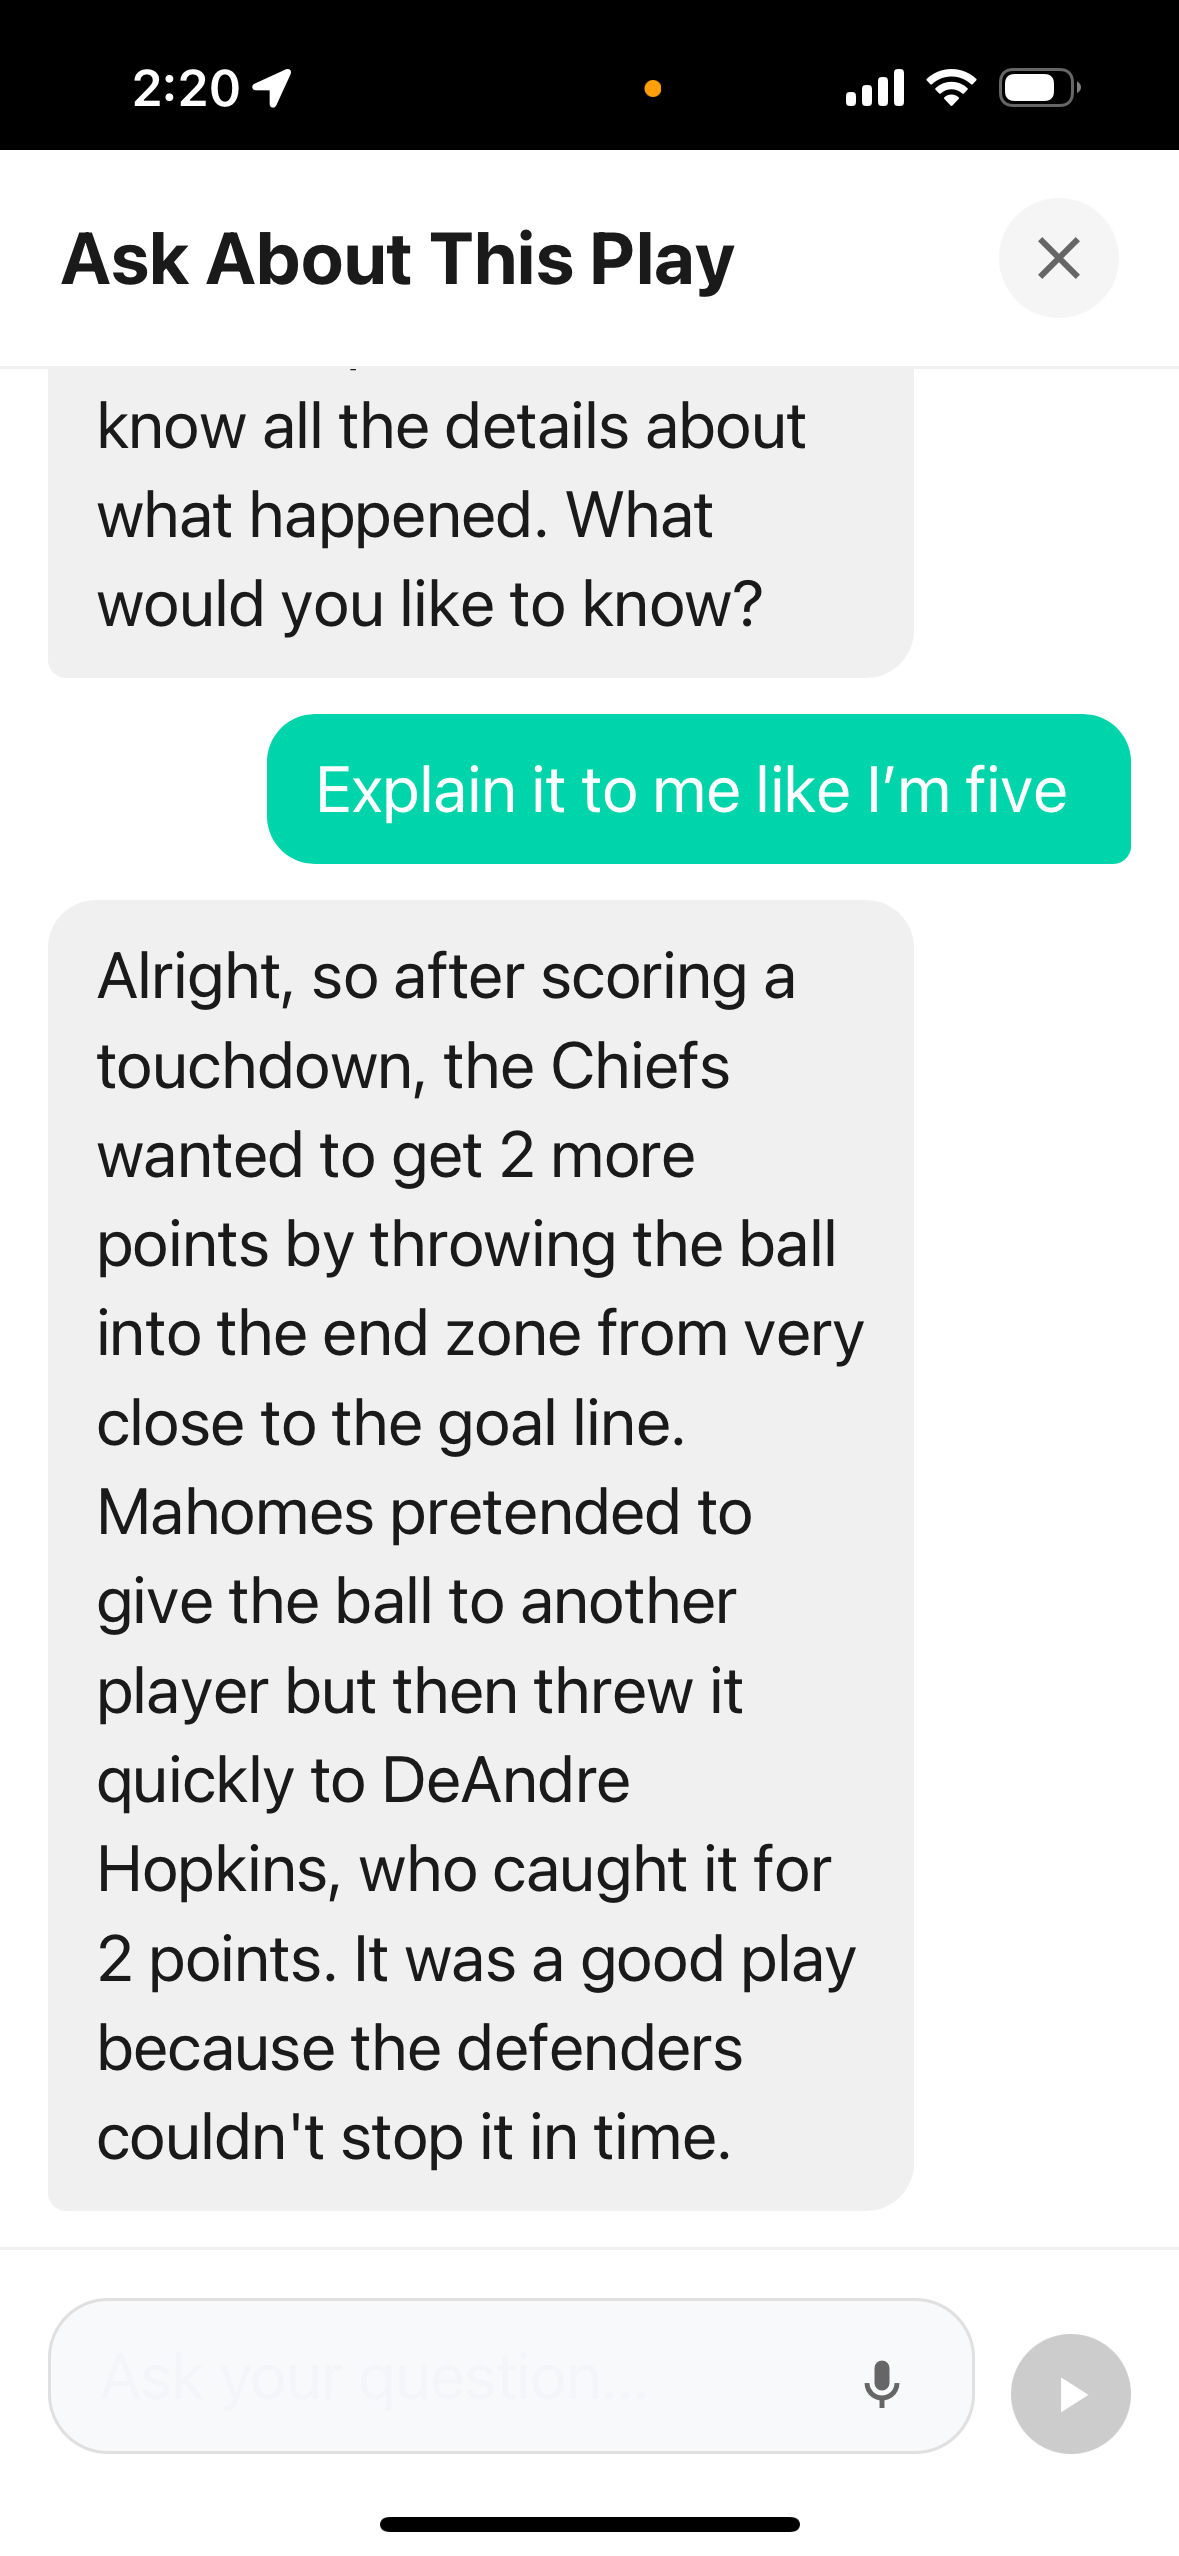 2:20
Ask About This Play
know all the details about
what happened. What
would you like to know?
Explain it to me like I’m five
Alright, so after scoring a
touchdown, the Chiefs
wanted to get 2 more
points by throwing the ball
into the end zone from very
close to the goal line.
Mahomes pretended to
give the ball to another
player but then threw it
quickly to DeAndre
Hopkins, who caught it for
2 points. It was a good play
because the defenders
couldn't stop it in time.
Ask your question...